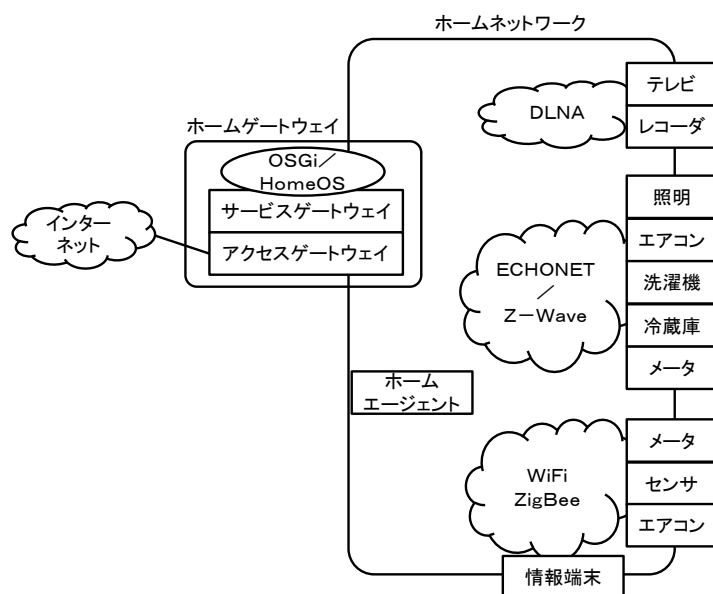 ホームネットワーク
テレビ
DLNA
レコーダ
ホームゲートウェイ
OSGi／
HomeOS
サービスゲートウェイ
アクセスゲートウェイ
インター
ネット
照明
エアコン
ECHONET
／
Z－Wave
洗濯機
冷蔵庫
メータ
ホーム
エージェント
メータ
WiFi
ZigBee
センサ
エアコン
情報端末